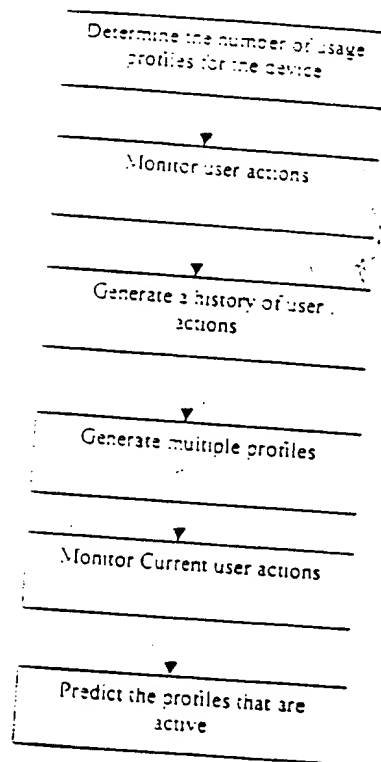 Determine the number of usage
profiles for the device
Monitor user actions
Generate a history of user
actions
Generate multiple profiles
Monitor Current user actions
Predict the profiles that are
active